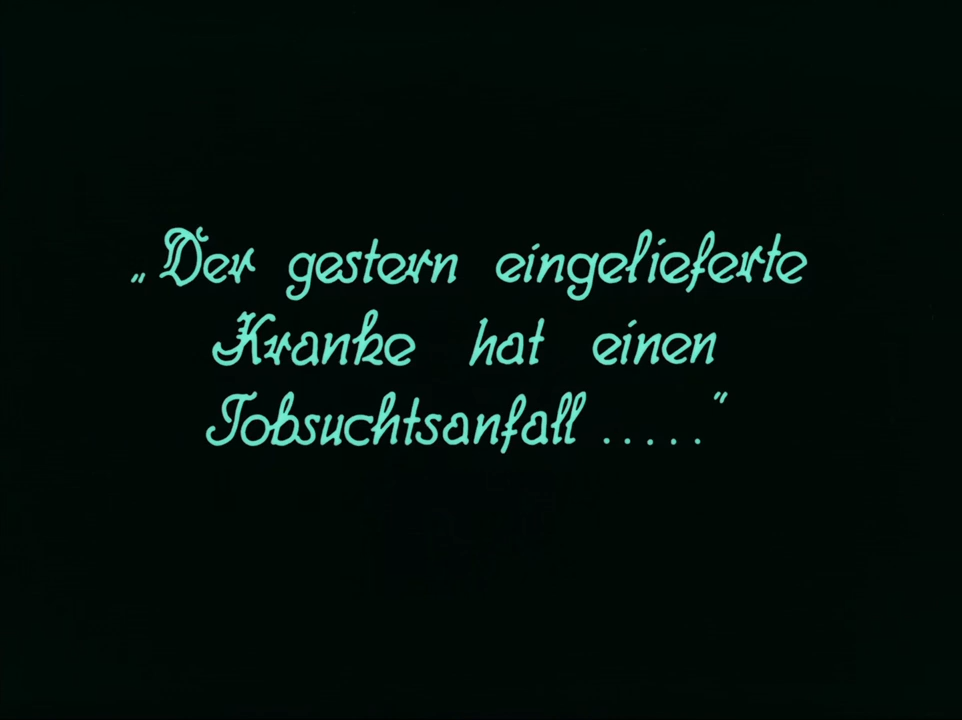 „Der gestern eingelieferte
Kranke hat einen
Tobsuchtsanfall ....."